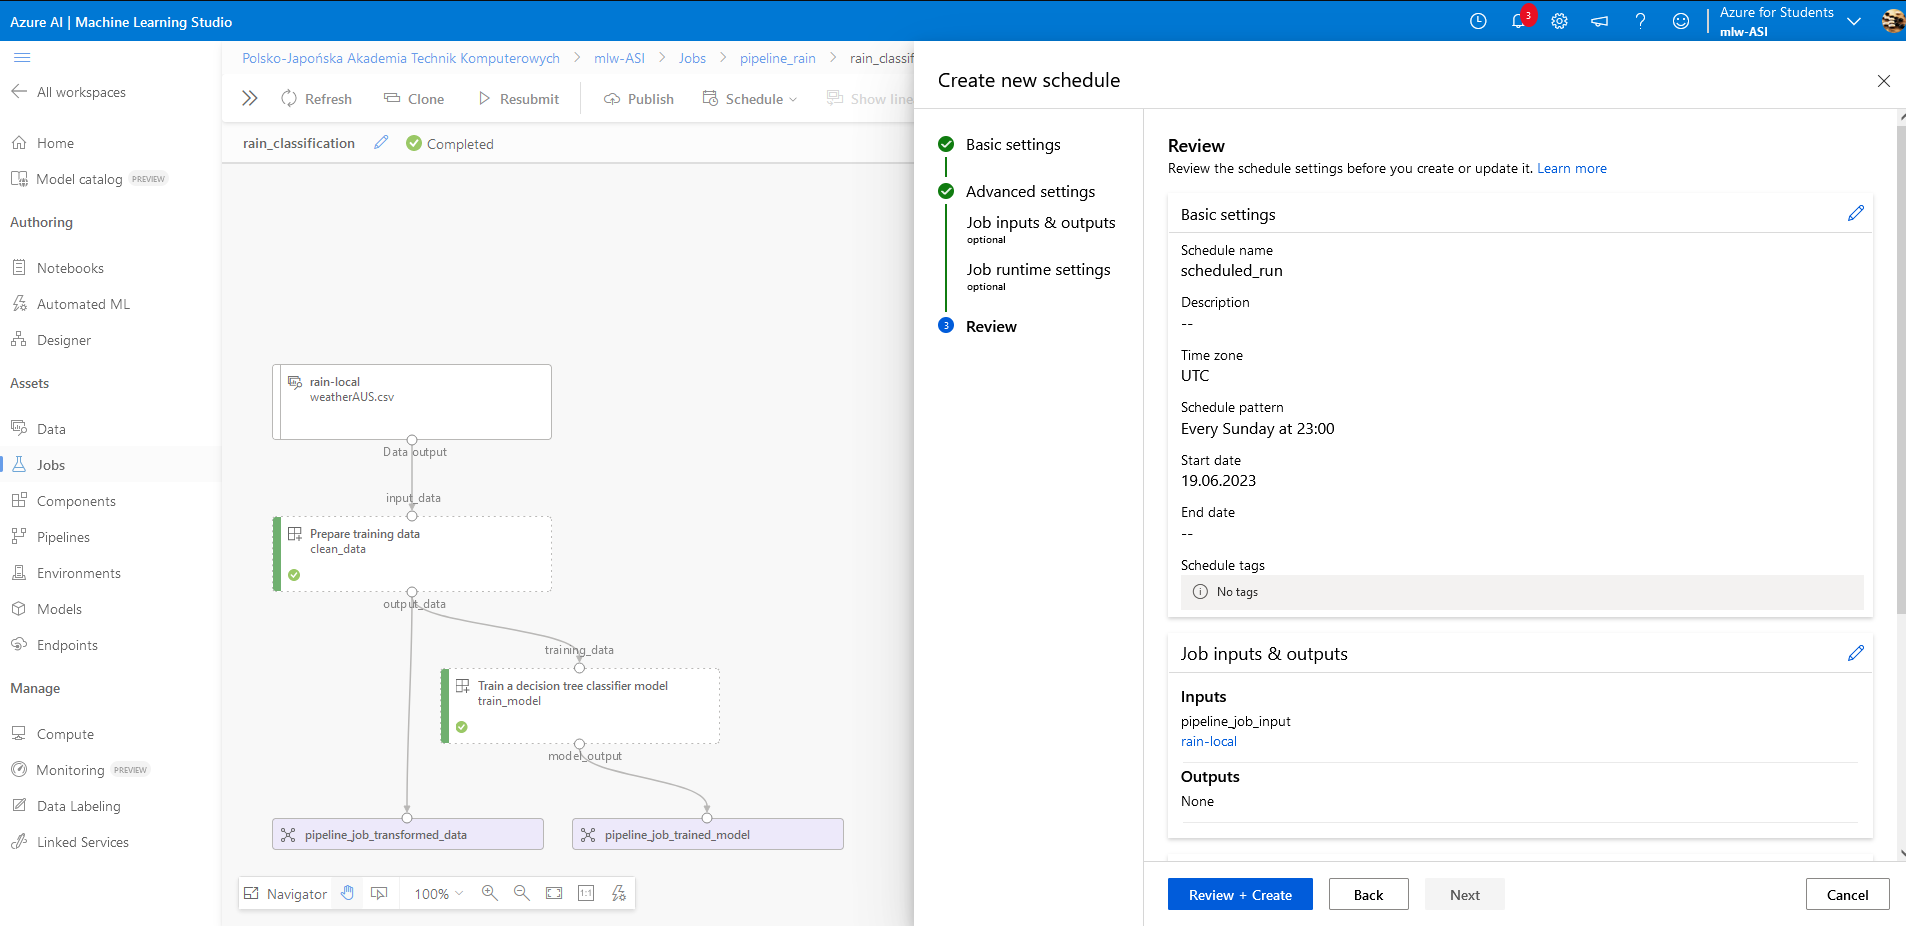 Azure AI | Machine Learning Studio
3
Azure for Students
mlw-ASI
All workspaces
Home
Model catalog PREVIEW
Authoring
Notebooks
Automated ML
Designer
Assets
Data
Jobs
Components
Pipelines
Environments
Models
Endpoints
Manage
Compute
Monitoring PREVIEW
Data Labeling
Linked Services
Polsko-Japońska Akademia Technik Komputerowych > mlw-ASI > Jobs > pipeline_rain > rain_classif
Refresh Clone Resubmit Publish Schedule Show line
rain_classification Completed
rain-local
weatherAUS.csv
Data output
input_data
Prepare training data
clean_data
output_data
training_data
Train a decision tree classifier model
train_model
model_output
pipeline_job_transformed_data
pipeline_job_trained_model
Navigator 100% 1:1
Create new schedule
Basic settings
Advanced settings
Job inputs & outputs
optional
Job runtime settings
optional
3 Review
Review
Review the schedule settings before you create or update it. Learn more
Basic settings
Schedule name
scheduled_run
Description
--
Time zone
UTC
Schedule pattern
Every Sunday at 23:00
Start date
19.06.2023
End date
--
Schedule tags
No tags
Job inputs & outputs
Inputs
pipeline_job_input
rain-local
Outputs
None
Review + Create Back Next Cancel